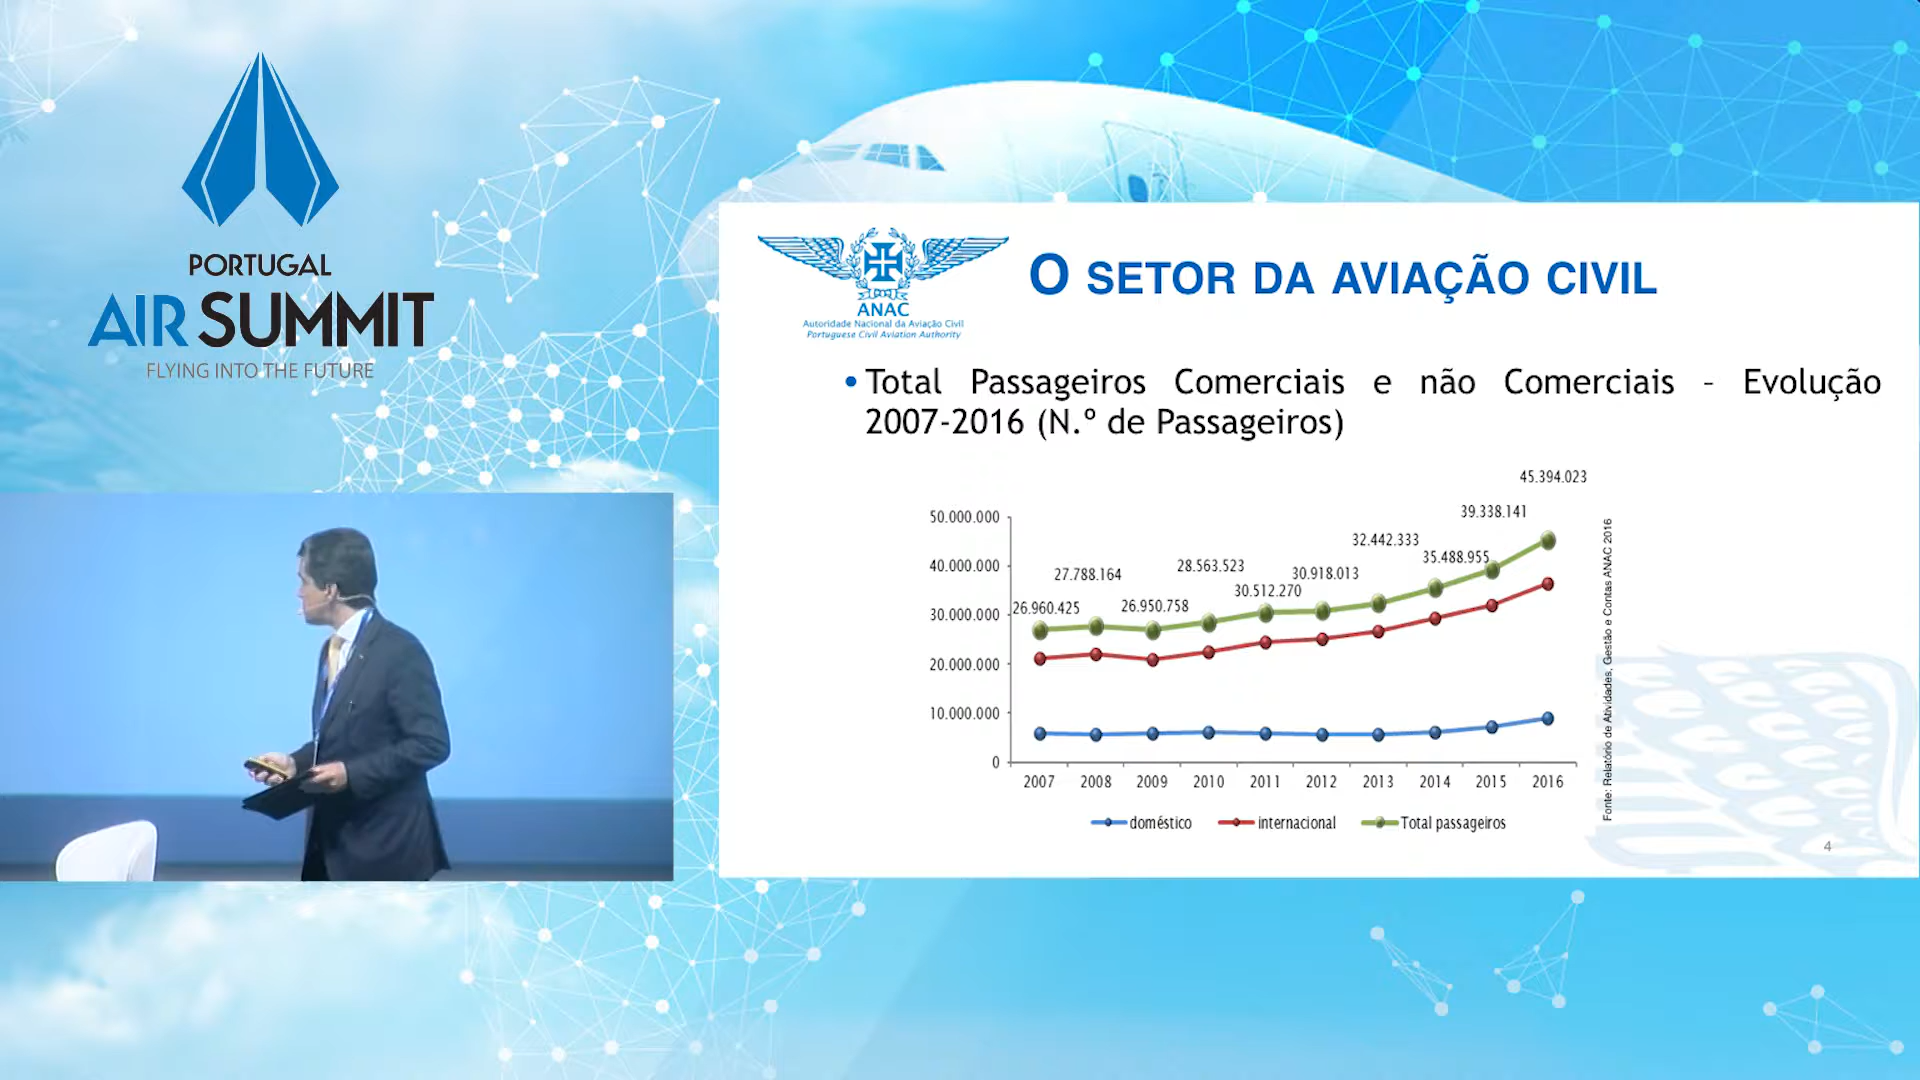 PORTUGAL
AIR SUMMIT
FLYING INTO THE FUTURE
ANAC
Autoridade Nacional da Aviação Civil
Portuguese Civil Aviation Authority
O SETOR DA AVIAÇÃO CIVIL
• Total Passageiros Comerciais e não Comerciais – Evolução
2007-2016 (N.º de Passageiros)
45.394.023
39.338.141
32.442.333
35.488.955
28.563.523
30.918.013
27.788.164
30.512.270
26.960.425
26.950.758
50.000.000
40.000.000
30.000.000
20.000.000
10.000.000
0
2007 2008 2009 2010 2011 2012 2013 2014 2015 2016
doméstico internacional Total passageiros
Fonte: Relatório de Atividades, Gestão e Contas ANAC 2016
4